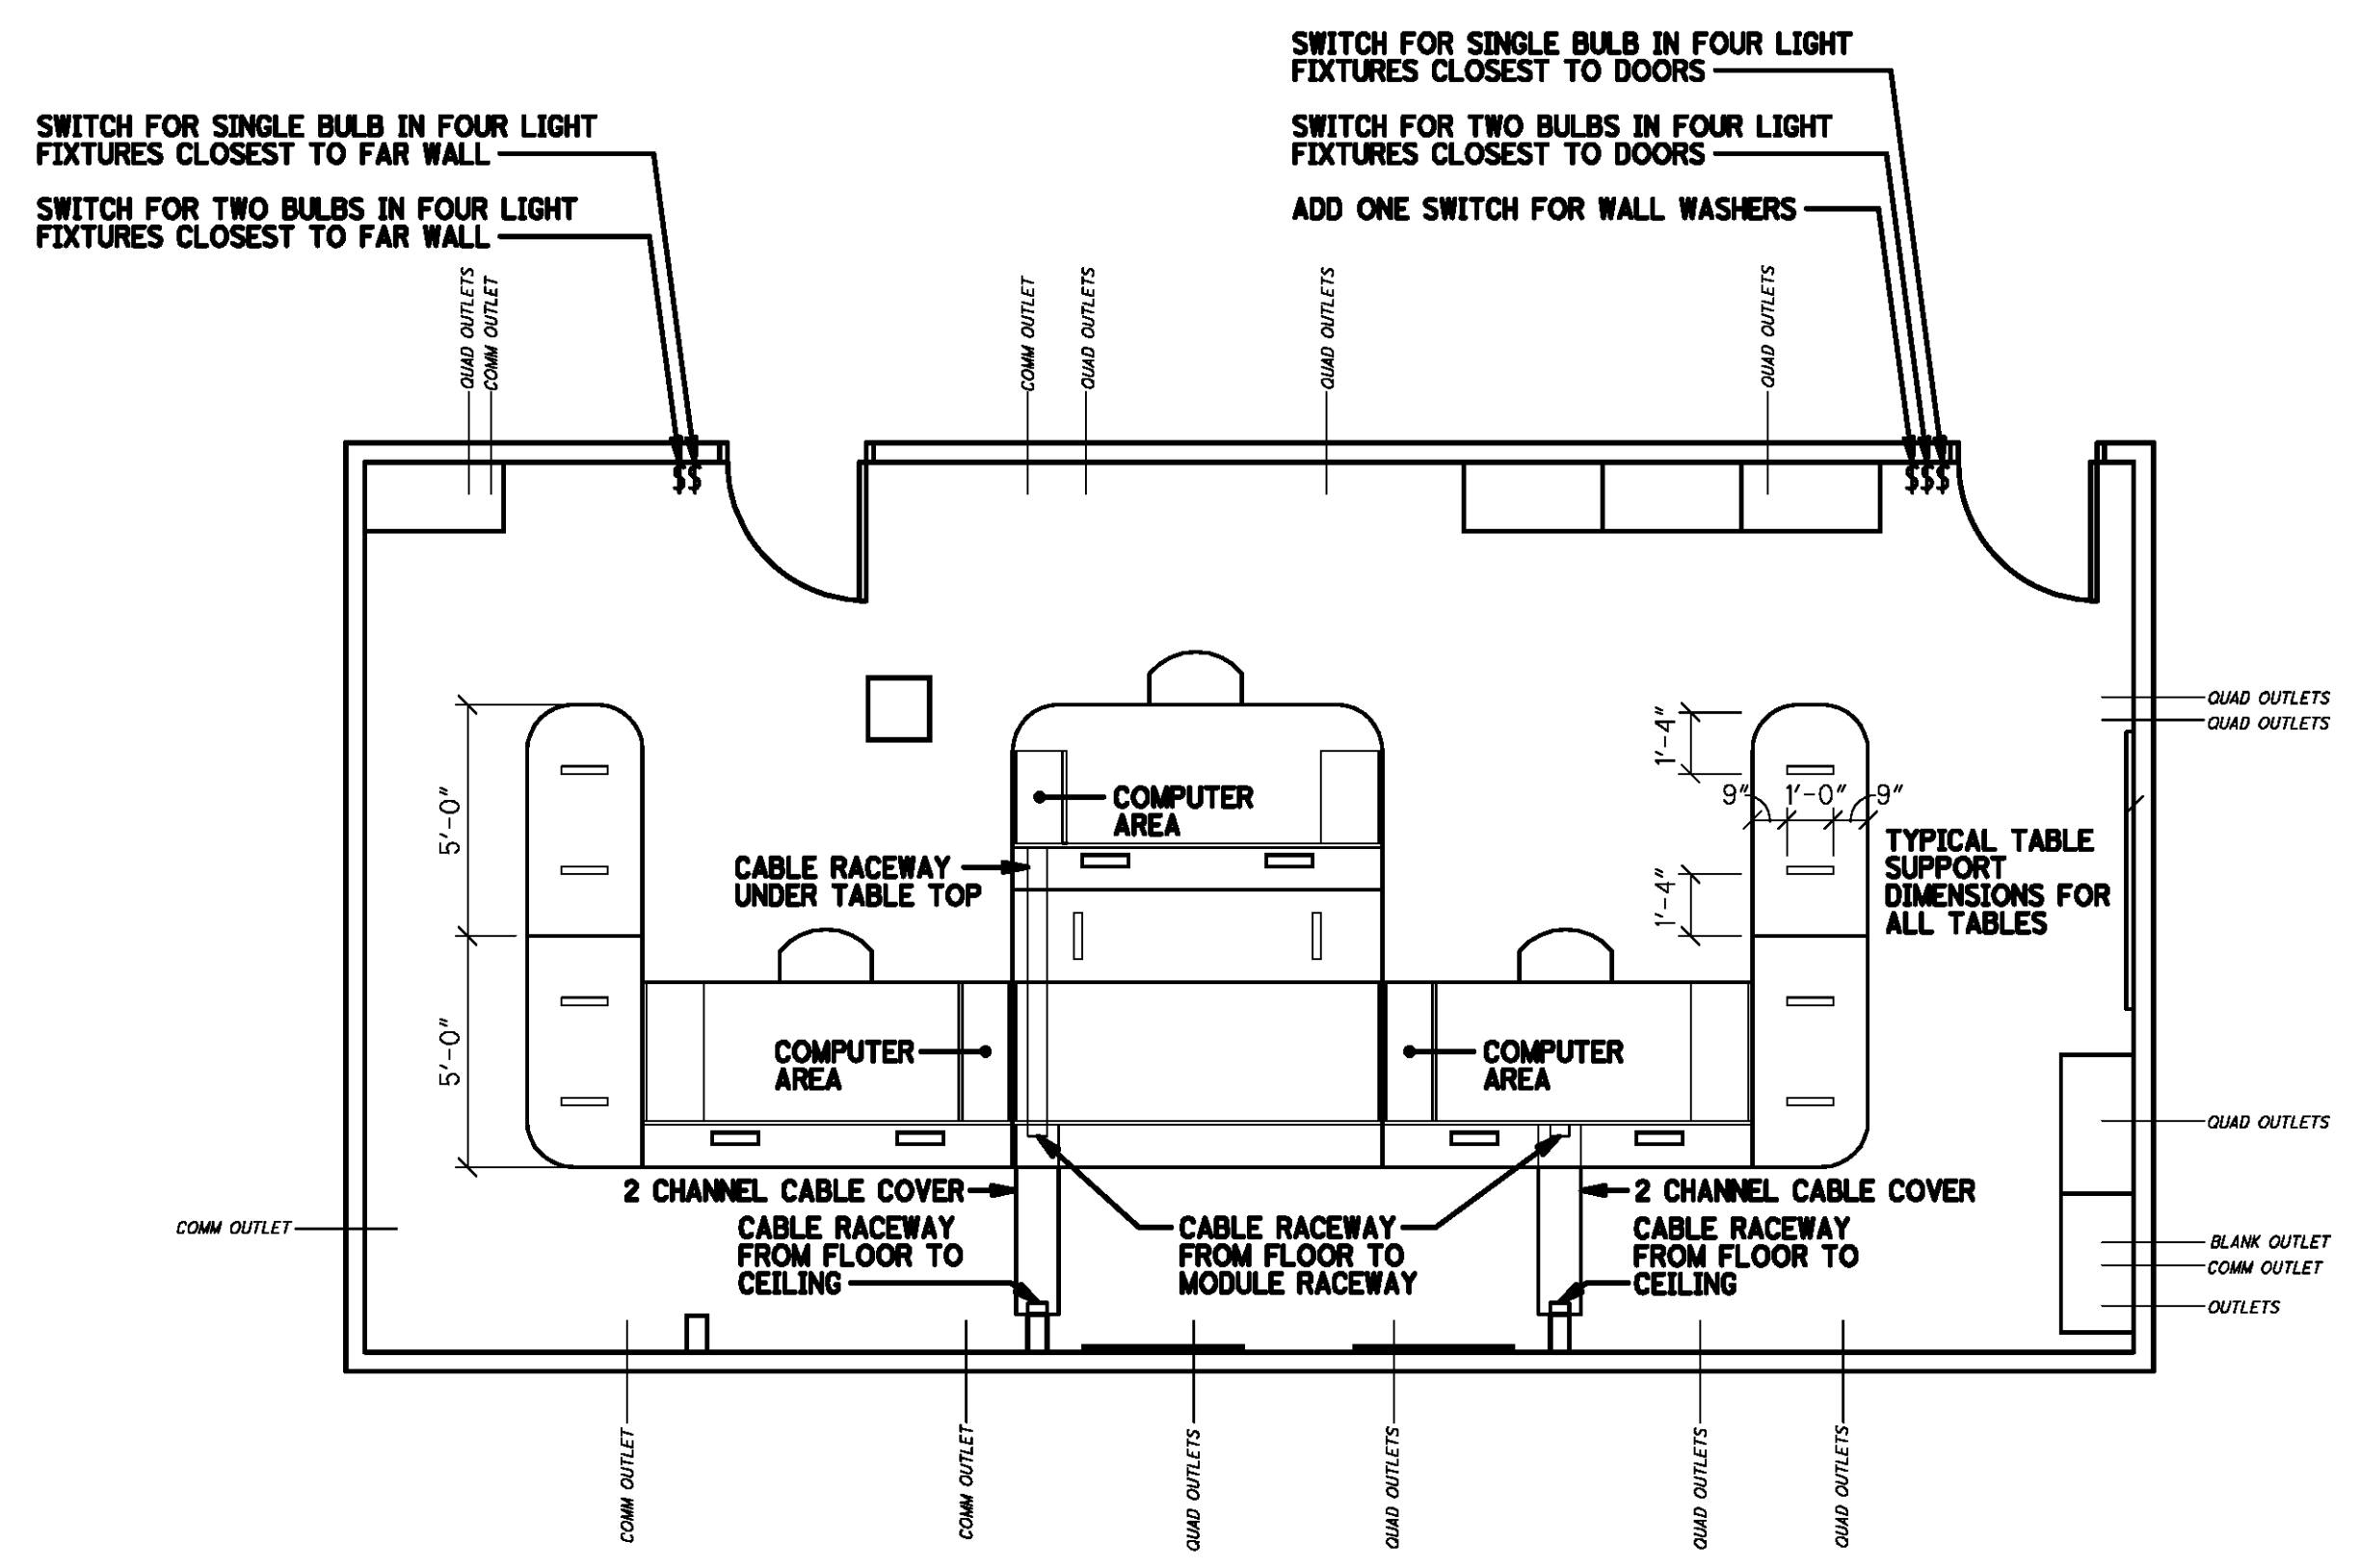 SWITCH FOR SINGLE BULB IN FOUR LIGHT
FIXTURES CLOSEST TO DOORS
SWITCH FOR SINGLE BULB IN FOUR LIGHT
FIXTURES CLOSEST TO FAR WALL
SWITCH FOR TWO BULBS IN FOUR LIGHT
FIXTURES CLOSEST TO DOORS
SWITCH FOR TWO BULBS IN FOUR LIGHT
FIXTURES CLOSEST TO FAR WALL
ADD ONE SWITCH FOR WALL WASHERS
QUAD OUTLETS
COMM OUTLET
COMM OUTLET
QUAD OUTLETS
QUAD OUTLETS
QUAD OUTLETS
$$
$$$
QUAD OUTLETS
QUAD OUTLETS
1'-4"
9"
1'-0"
9"
5'-0"
COMPUTER
AREA
TYPICAL TABLE
SUPPORT
DIMENSIONS FOR
ALL TABLES
CABLE RACEWAY
UNDER TABLE TOP
1'-4"
5'-0"
COMPUTER
AREA
COMPUTER
AREA
QUAD OUTLETS
2 CHANNEL CABLE COVER
2 CHANNEL CABLE COVER
COMM OUTLET
CABLE RACEWAY
FROM FLOOR TO
CEILING
CABLE RACEWAY
FROM FLOOR TO
MODULE RACEWAY
CABLE RACEWAY
FROM FLOOR TO
CEILING
BLANK OUTLET
COMM OUTLET
OUTLETS
COMM OUTLET
COMM OUTLET
QUAD OUTLETS
QUAD OUTLETS
QUAD OUTLETS
QUAD OUTLETS